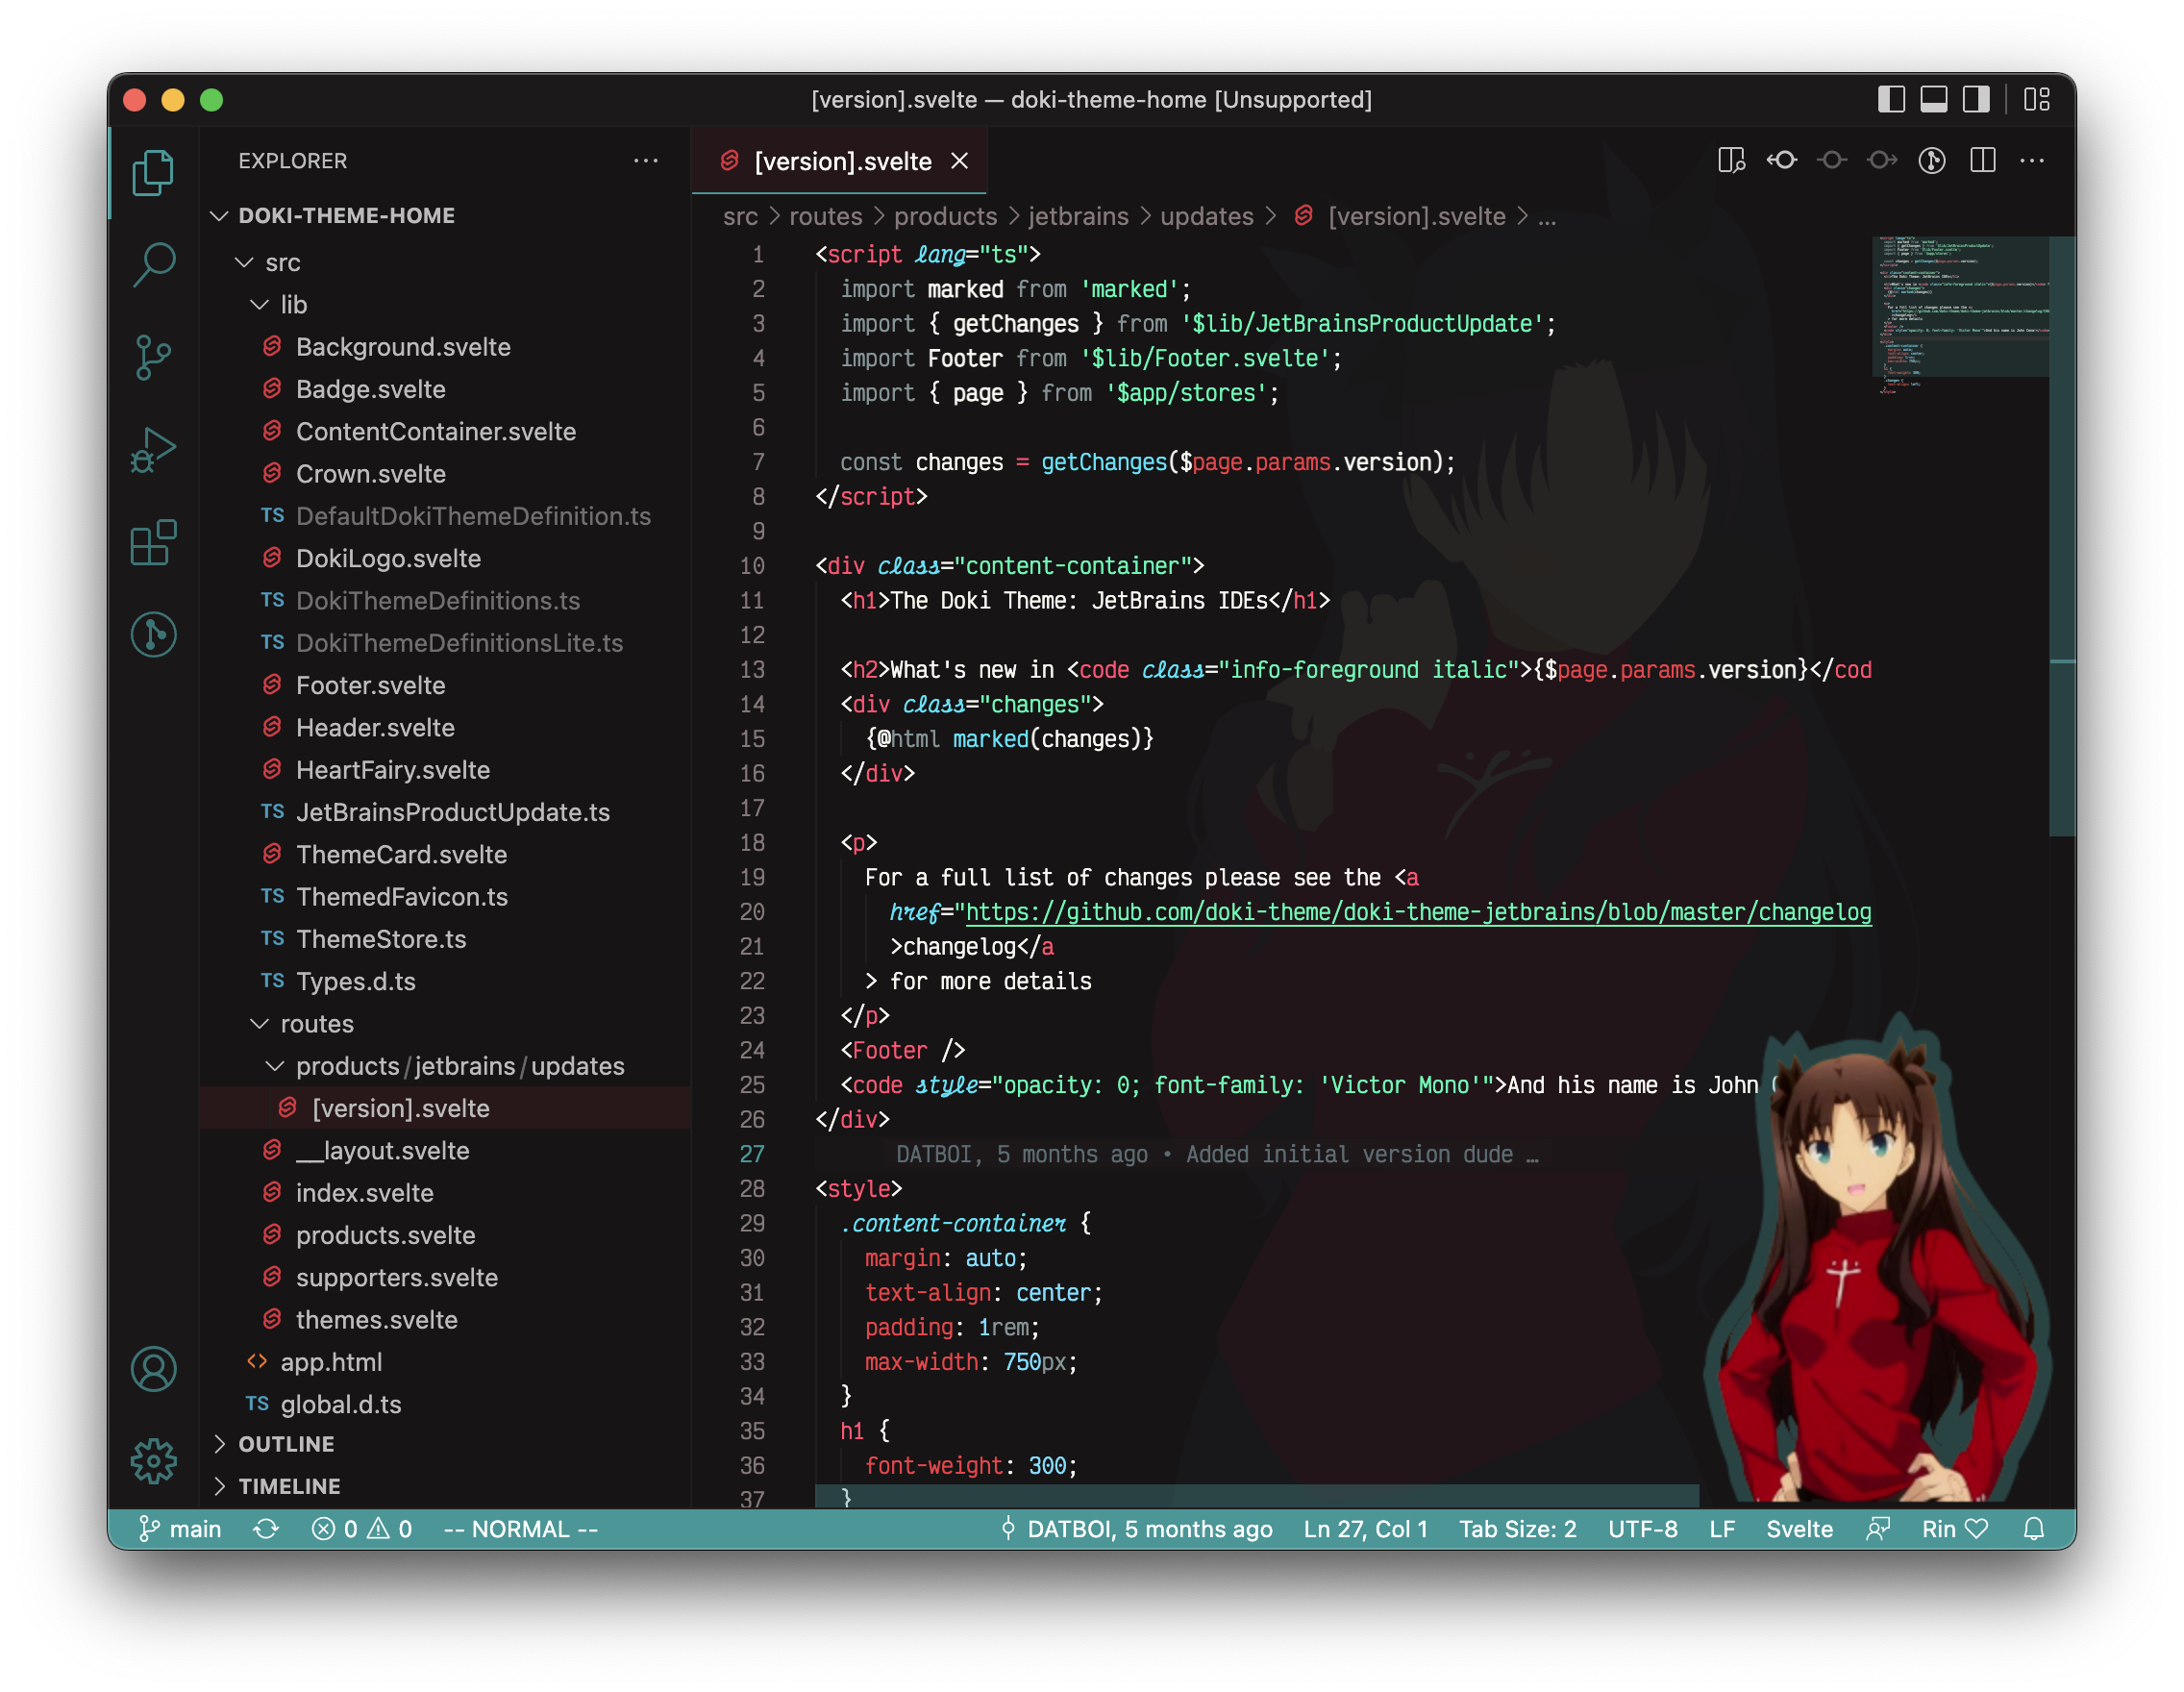 [version].svelte — doki-theme-home [Unsupported]
EXPLORER
DOKI-THEME-HOME
src
lib
Background.svelte
Badge.svelte
ContentContainer.svelte
Crown.svelte
TS DefaultDokiThemeDefinition.ts
DokiLogo.svelte
TS DokiThemeDefinitions.ts
TS DokiThemeDefinitionsLite.ts
Footer.svelte
Header.svelte
HeartFairy.svelte
TS JetBrainsProductUpdate.ts
ThemeCard.svelte
TS ThemedFavicon.ts
TS ThemeStore.ts
TS Types.d.ts
routes
products/jetbrains/updates
[version].svelte
__layout.svelte
index.svelte
products.svelte
supporters.svelte
themes.svelte
<> app.html
TS global.d.ts
OUTLINE
TIMELINE
[version].svelte
src > routes > products > jetbrains > updates > [version].svelte > ...
1 <script lang="ts">
2 import marked from 'marked';
3 import { getChanges } from '$lib/JetBrainsProductUpdate';
4 import Footer from '$lib/Footer.svelte';
5 import { page } from '$app/stores';
6
7 const changes = getChanges($page.params.version);
8 </script>
9
10 <div class="content-container">
11 <h1>The Doki Theme: JetBrains IDEs</h1>
12
13 <h2>What's new in <code class="info-foreground italic">{$page.params.version}</cod
14 <div class="changes">
15 {@html marked(changes)}
16 </div>
17
18 <p>
19 For a full list of changes please see the <a
20 href="https://github.com/doki-theme/doki-theme-jetbrains/blob/master/changelog
21 >changelog</a
22 > for more details
23 </p>
24 <Footer />
25 <code style="opacity: 0; font-family: 'Victor Mono'">And his name is John
26 </div>
27 DATBOI, 5 months ago • Added initial version dude …
28 <style>
29 .content-container {
30 margin: auto;
31 text-align: center;
32 padding: 1rem;
33 max-width: 750px;
34 }
35 h1 {
36 font-weight: 300;
37 }
main 0 0 -- NORMAL -- DATBOI, 5 months ago Ln 27, Col 1 Tab Size: 2 UTF-8 LF Svelte Rin ♡